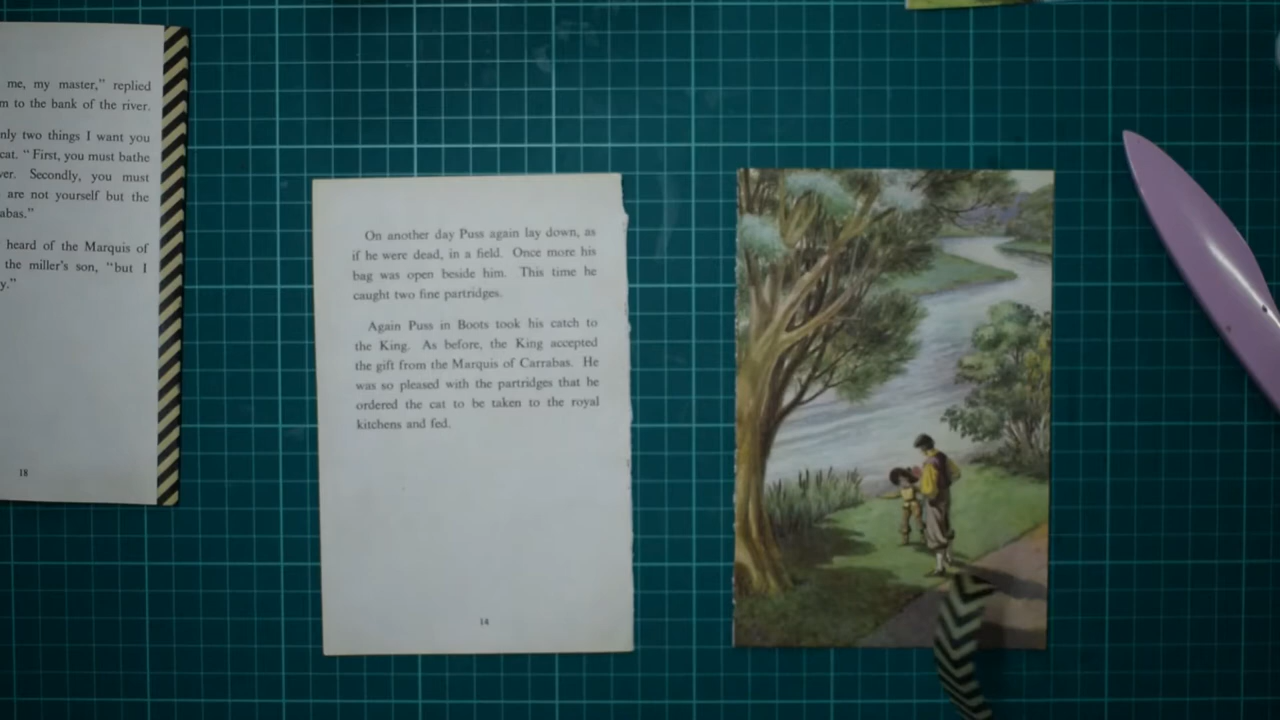 me, my master," replied
m to the bank of the river.
nly two things I want you
cat. "First, you must bathe
ver. Secondly, you must
are not yourself but the
abas."
heard of the Marquis of
the miller's son, "but I
y."
18
On another day Puss again lay down, as
if he were dead, in a field. Once more his
bag was open beside him. This time he
caught two fine partridges.
Again Puss in Boots took his catch to
the King. As before, the King accepted
the gift from the Marquis of Carrabas. He
was so pleased with the partridges that he
ordered the cat to be taken to the royal
kitchens and fed.
14